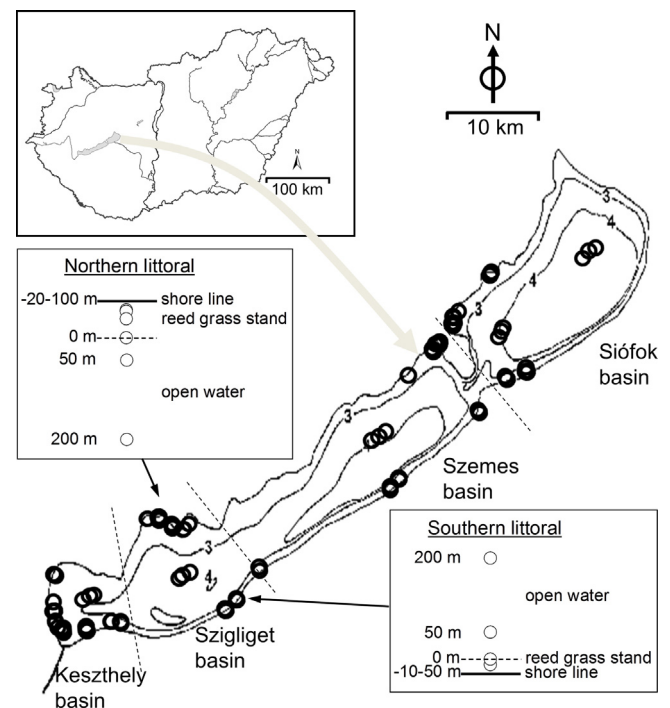 N
10 km
N
100 km
Northern littoral
-20-100 m
shore line
reed grass stand
0 m
50 m
open water
200 m
3
4
4
3
Siófok
basin
3
4
Szemes
basin
3
4
Szigliget
basin
Keszthely
basin
Southern littoral
200 m
open water
50 m
0 m
reed grass stand
-10-50 m
shore line